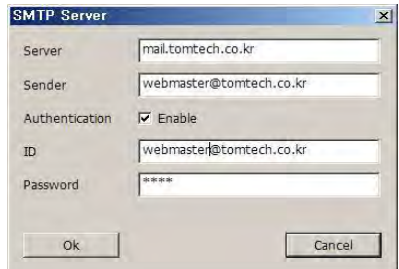 SMTP Server
Server mail.tomtech.co.kr
Sender webmaster@tomtech.co.kr
Authentication Enable
ID webmaster@tomtech.co.kr
Password ****
Ok Cancel